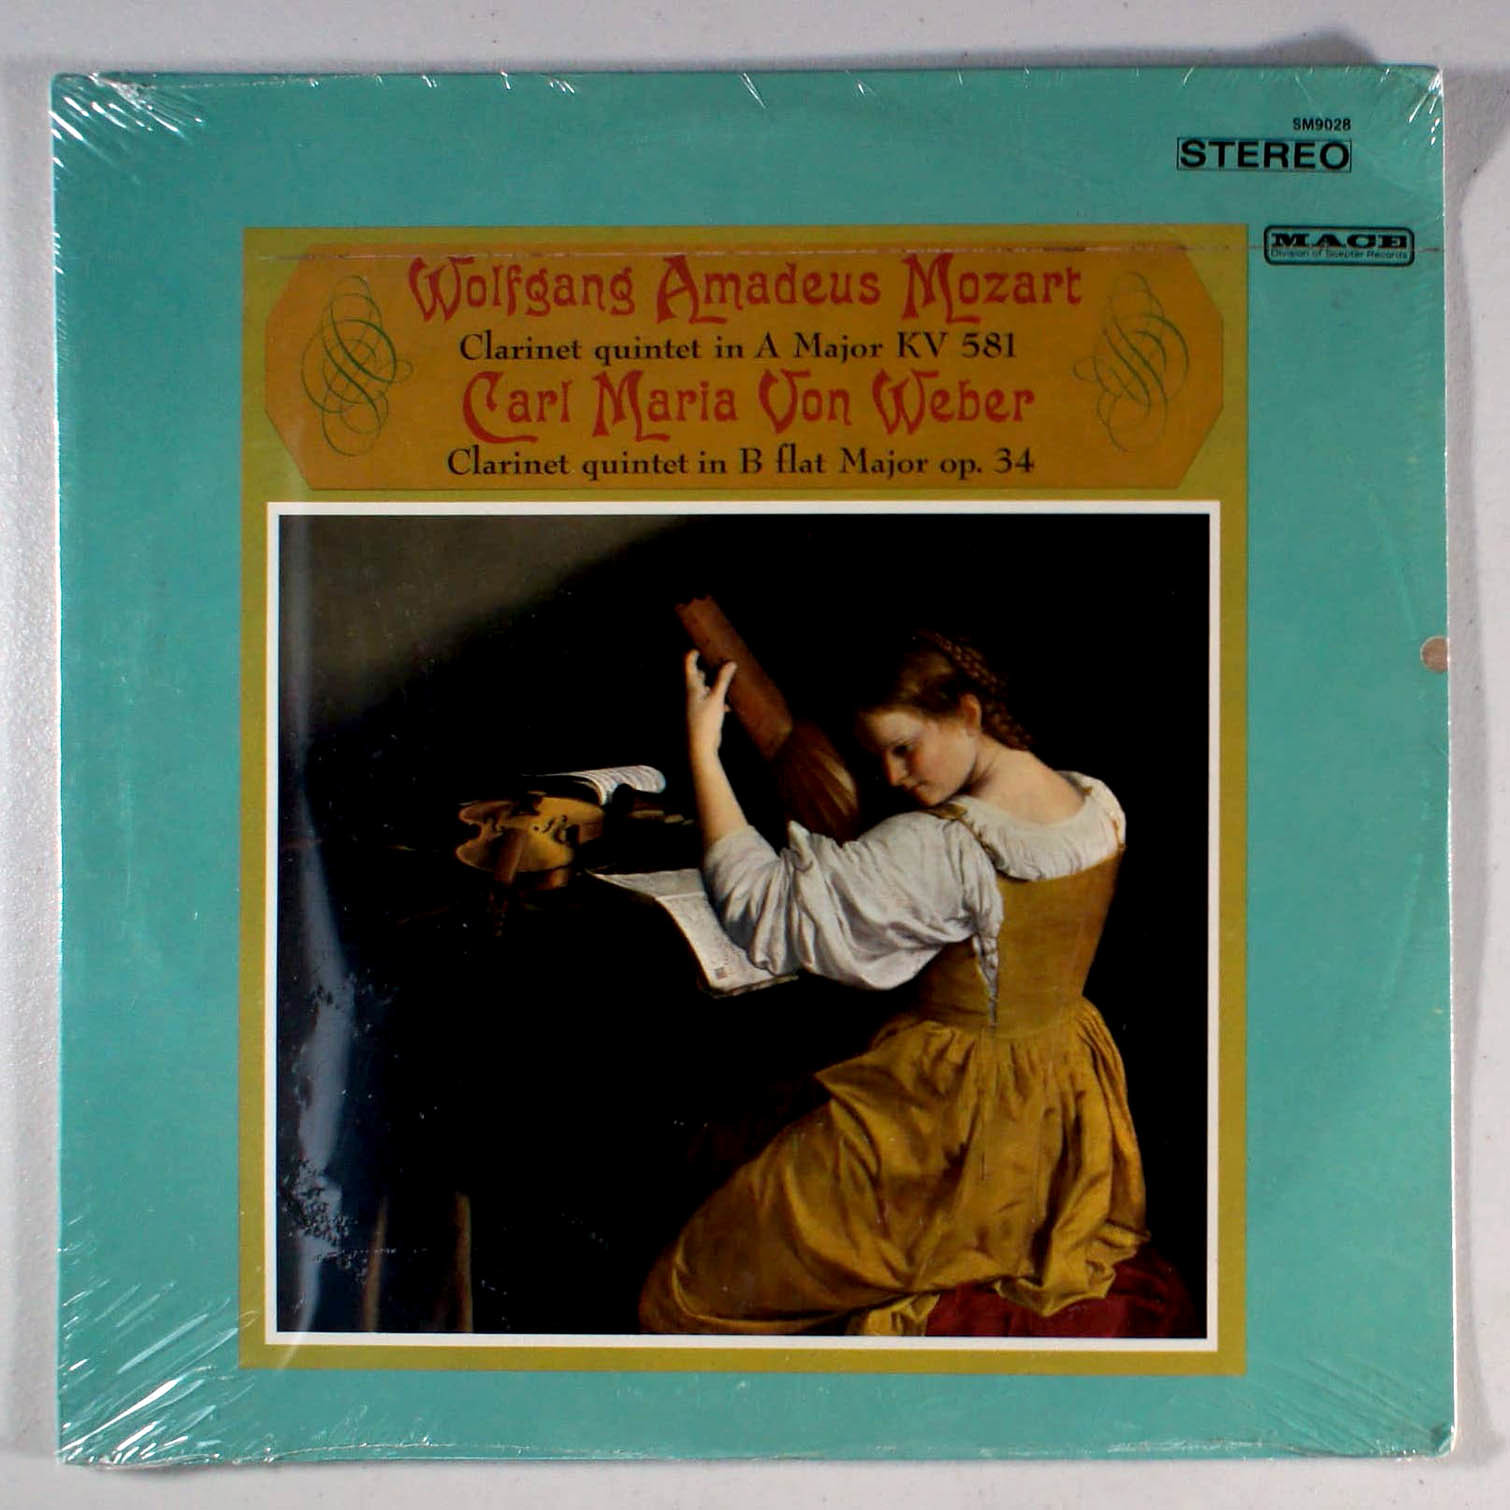 SM9028
STEREO
MACE
Division of Scepter Records
Wolfgang Amadeus Mozart
Clarinet quintet in A Major KV 581
Carl Maria Von Weber
Clarinet quintet in B flat Major op. 34